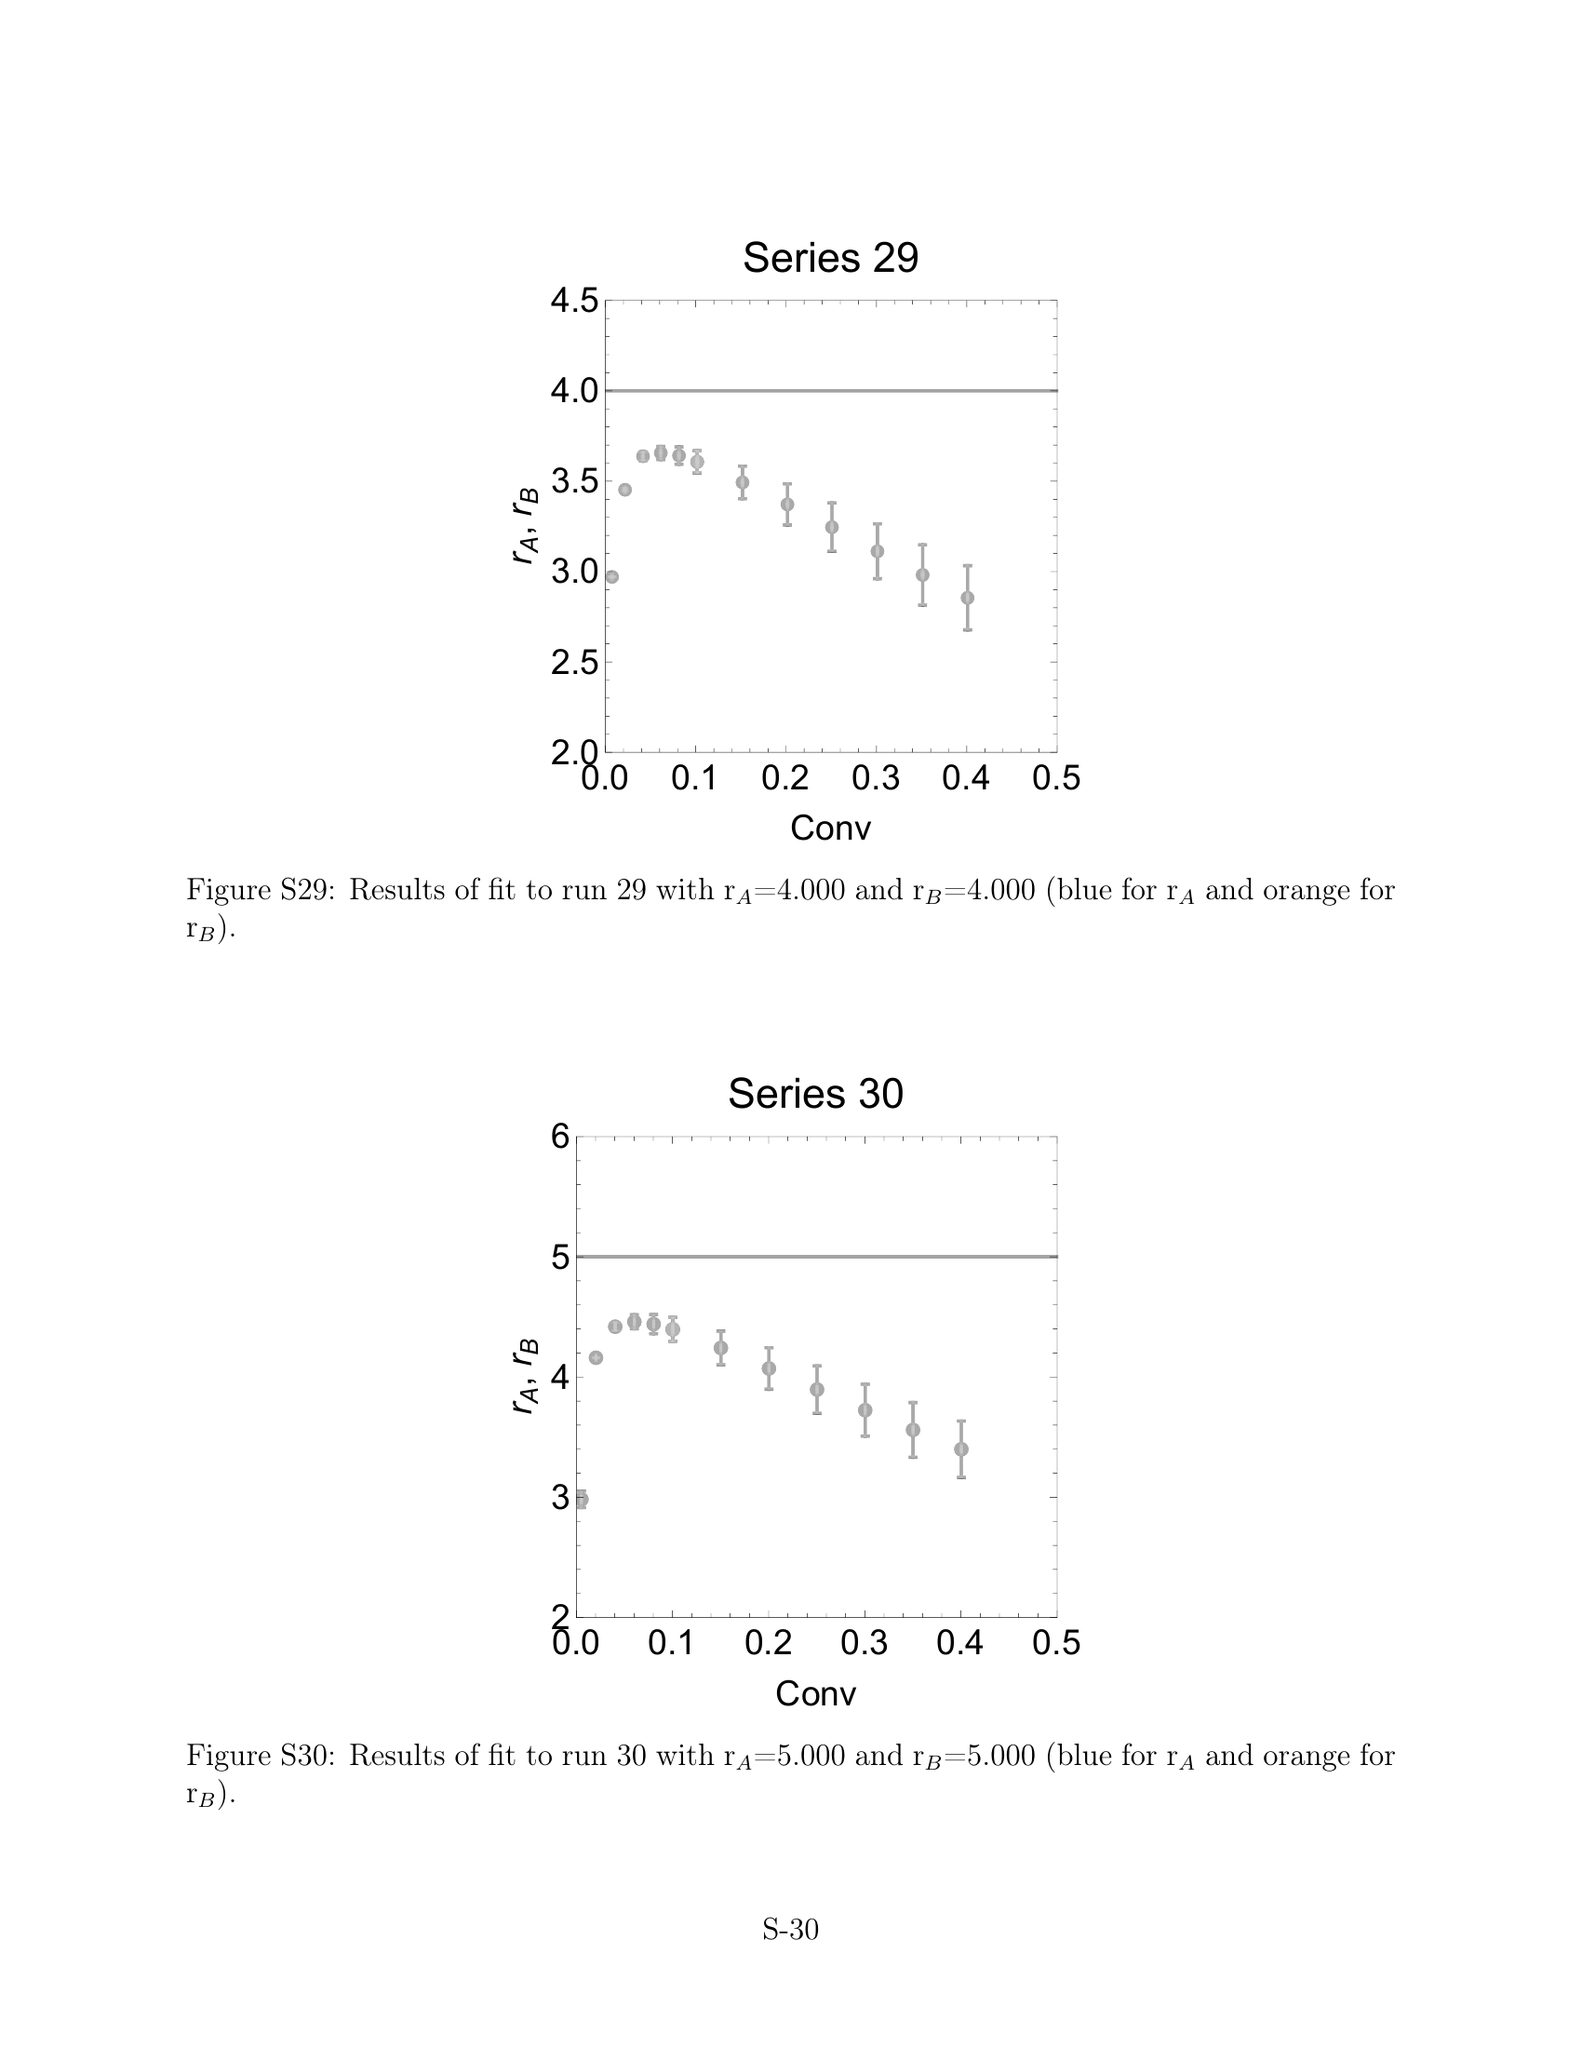 Series 29
4.5
4.0
3.5
3.0
2.5
2.0
r_A, r_B
0.0 0.1 0.2 0.3 0.4 0.5
Conv
Figure S29: Results of fit to run 29 with r_A=4.000 and r_B=4.000 (blue for r_A and orange for
r_B).
Series 30
6
5
4
3
2
r_A, r_B
0.0 0.1 0.2 0.3 0.4 0.5
Conv
Figure S30: Results of fit to run 30 with r_A=5.000 and r_B=5.000 (blue for r_A and orange for
r_B).
S-30